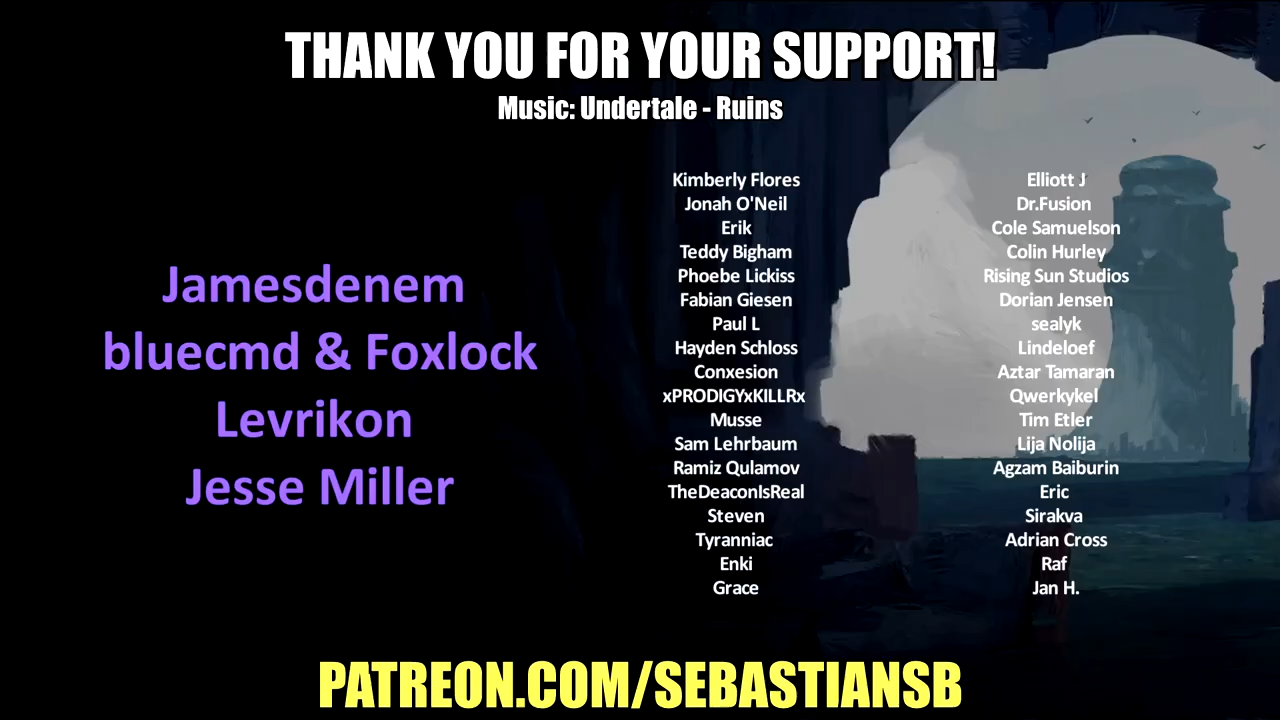 THANK YOU FOR YOUR SUPPORT!
Music: Undertale - Ruins
Jamesdenem
bluecmd & Foxlock
Levrikon
Jesse Miller
Kimberly Flores
Jonah O'Neil
Erik
Teddy Bigham
Phoebe Lickiss
Fabian Giesen
Paul L
Hayden Schloss
Conxesion
xPRODIGYxKILLRx
Musse
Sam Lehrbaum
Ramiz Qulamov
TheDeaconIsReal
Steven
Tyranniac
Enki
Grace
Elliott J
Dr.Fusion
Cole Samuelson
Colin Hurley
Rising Sun Studios
Dorian Jensen
sealyk
Lindeloef
Aztar Tamaran
Qwerkykel
Tim Etler
Lija Nolija
Agzam Baiburin
Eric
Sirakva
Adrian Cross
Raf
Jan H.
PATREON.COM/SEBASTIANSB